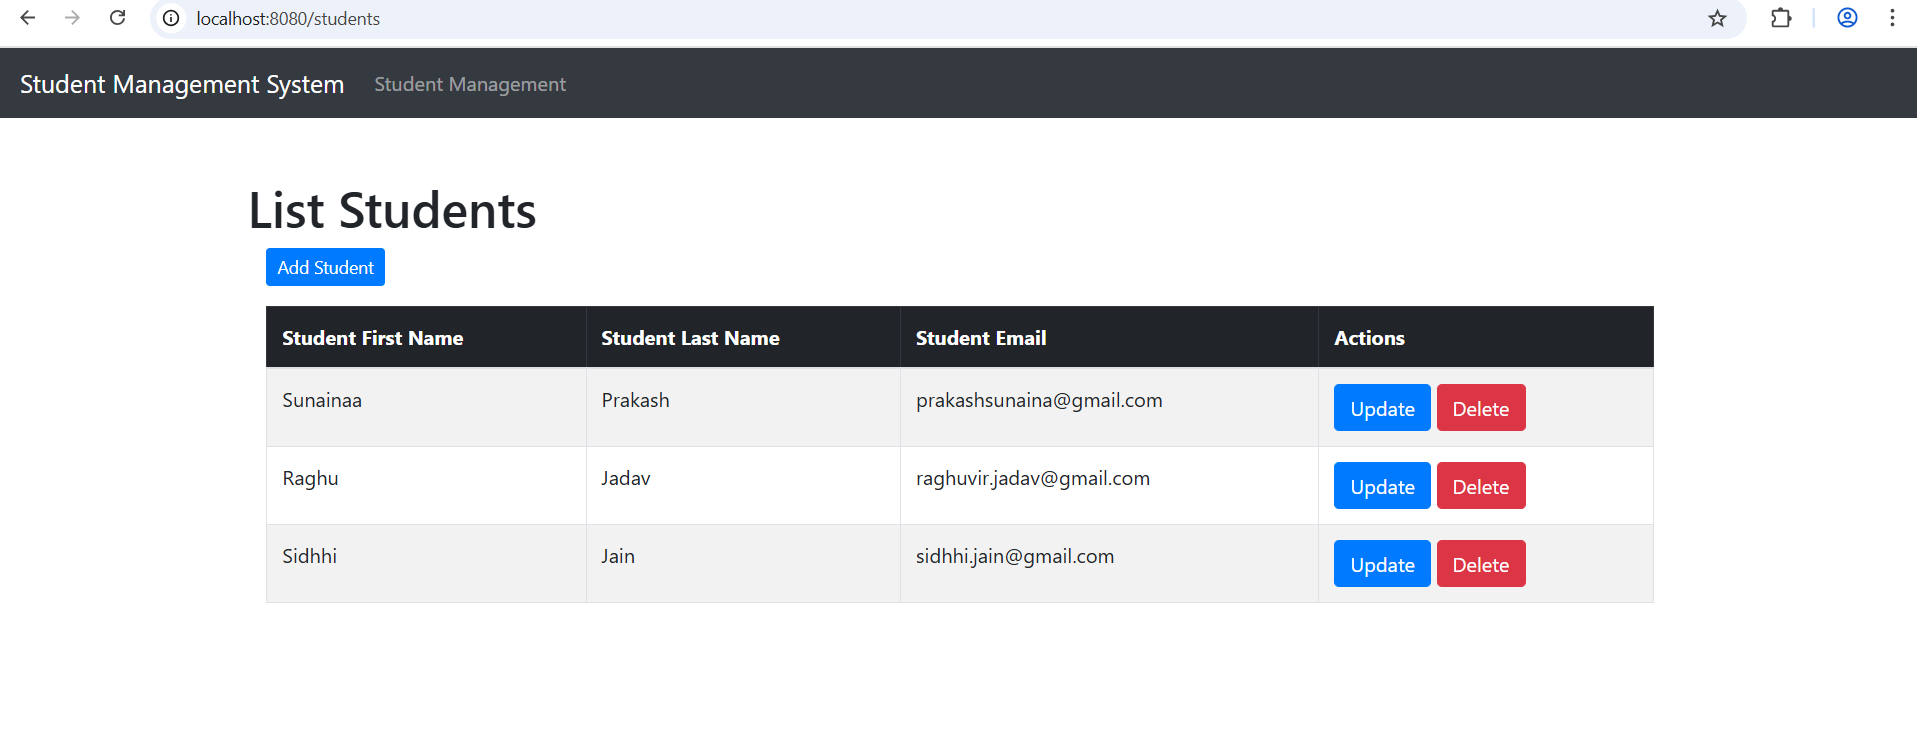 localhost:8080/students
Student Management System Student Management
List Students
Add Student
Student First Name Student Last Name Student Email Actions
Sunainaa Prakash prakashsunaina@gmail.com Update Delete
Raghu Jadav raghuvir.jadav@gmail.com Update Delete
Sidhhi Jain sidhhi.jain@gmail.com Update Delete